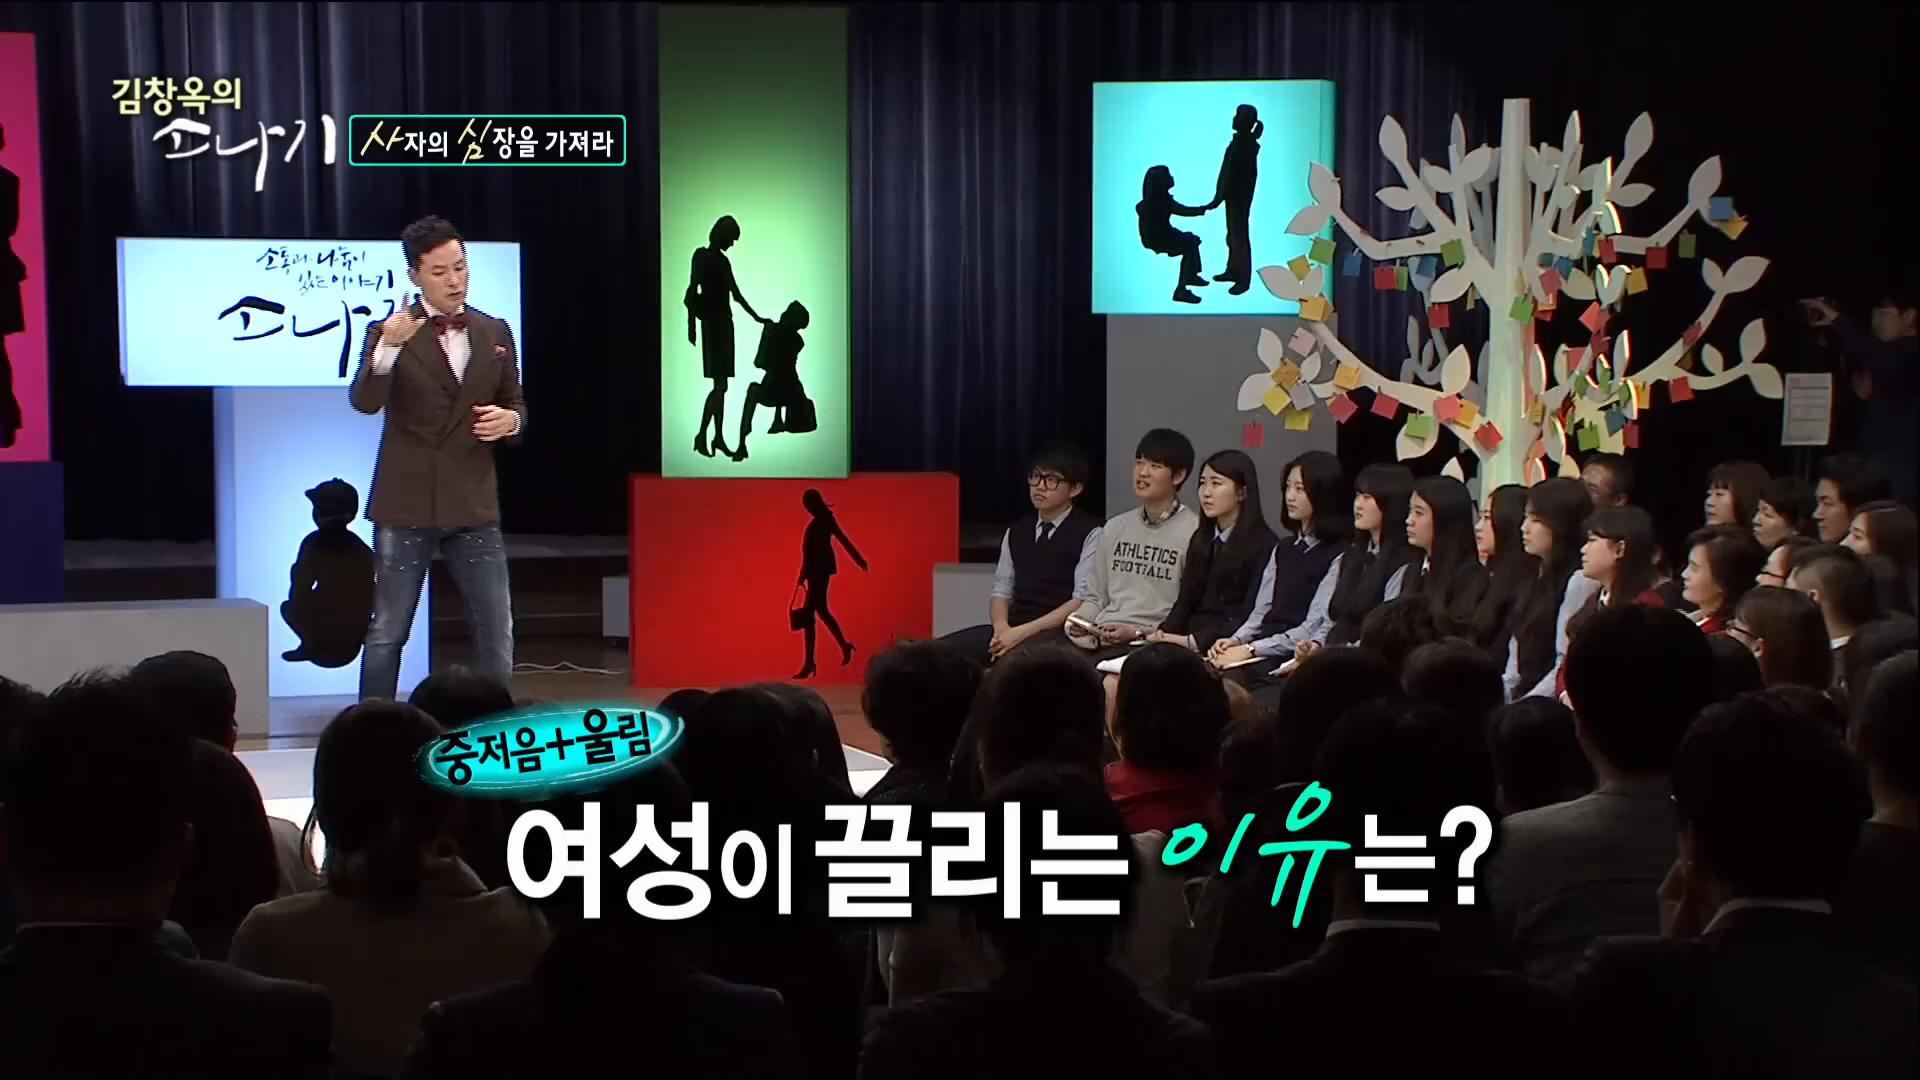 김창옥의
소나기
사자의 심장을 가져라
소통과 나눔이
있는 이야기
소나기
ATHLETICS
FOOTBALL
중저음+울림
여성이 끌리는 이유는?